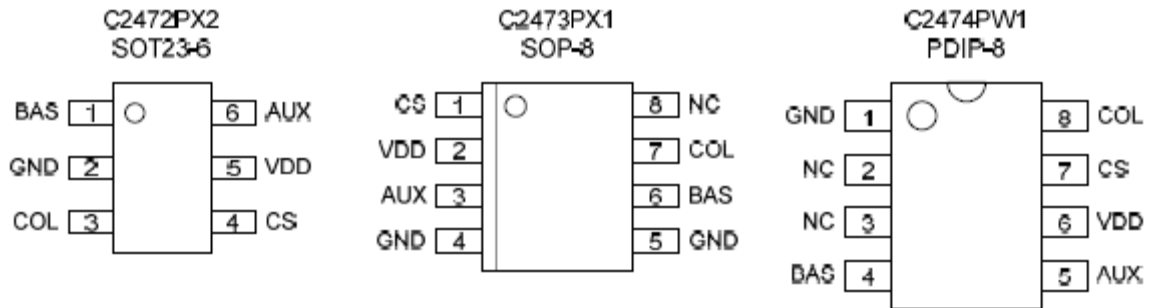 C2472PX2
SOT23-6
BAS 1 6 AUX
GND 2 5 VDD
COL 3 4 CS
C2473PX1
SOP-8
CS 1 8 NC
VDD 2 7 COL
AUX 3 6 BAS
GND 4 5 GND
C2474PW1
PDIP-8
GND 1 8 COL
NC 2 7 CS
NC 3 6 VDD
BAS 4 5 AUX